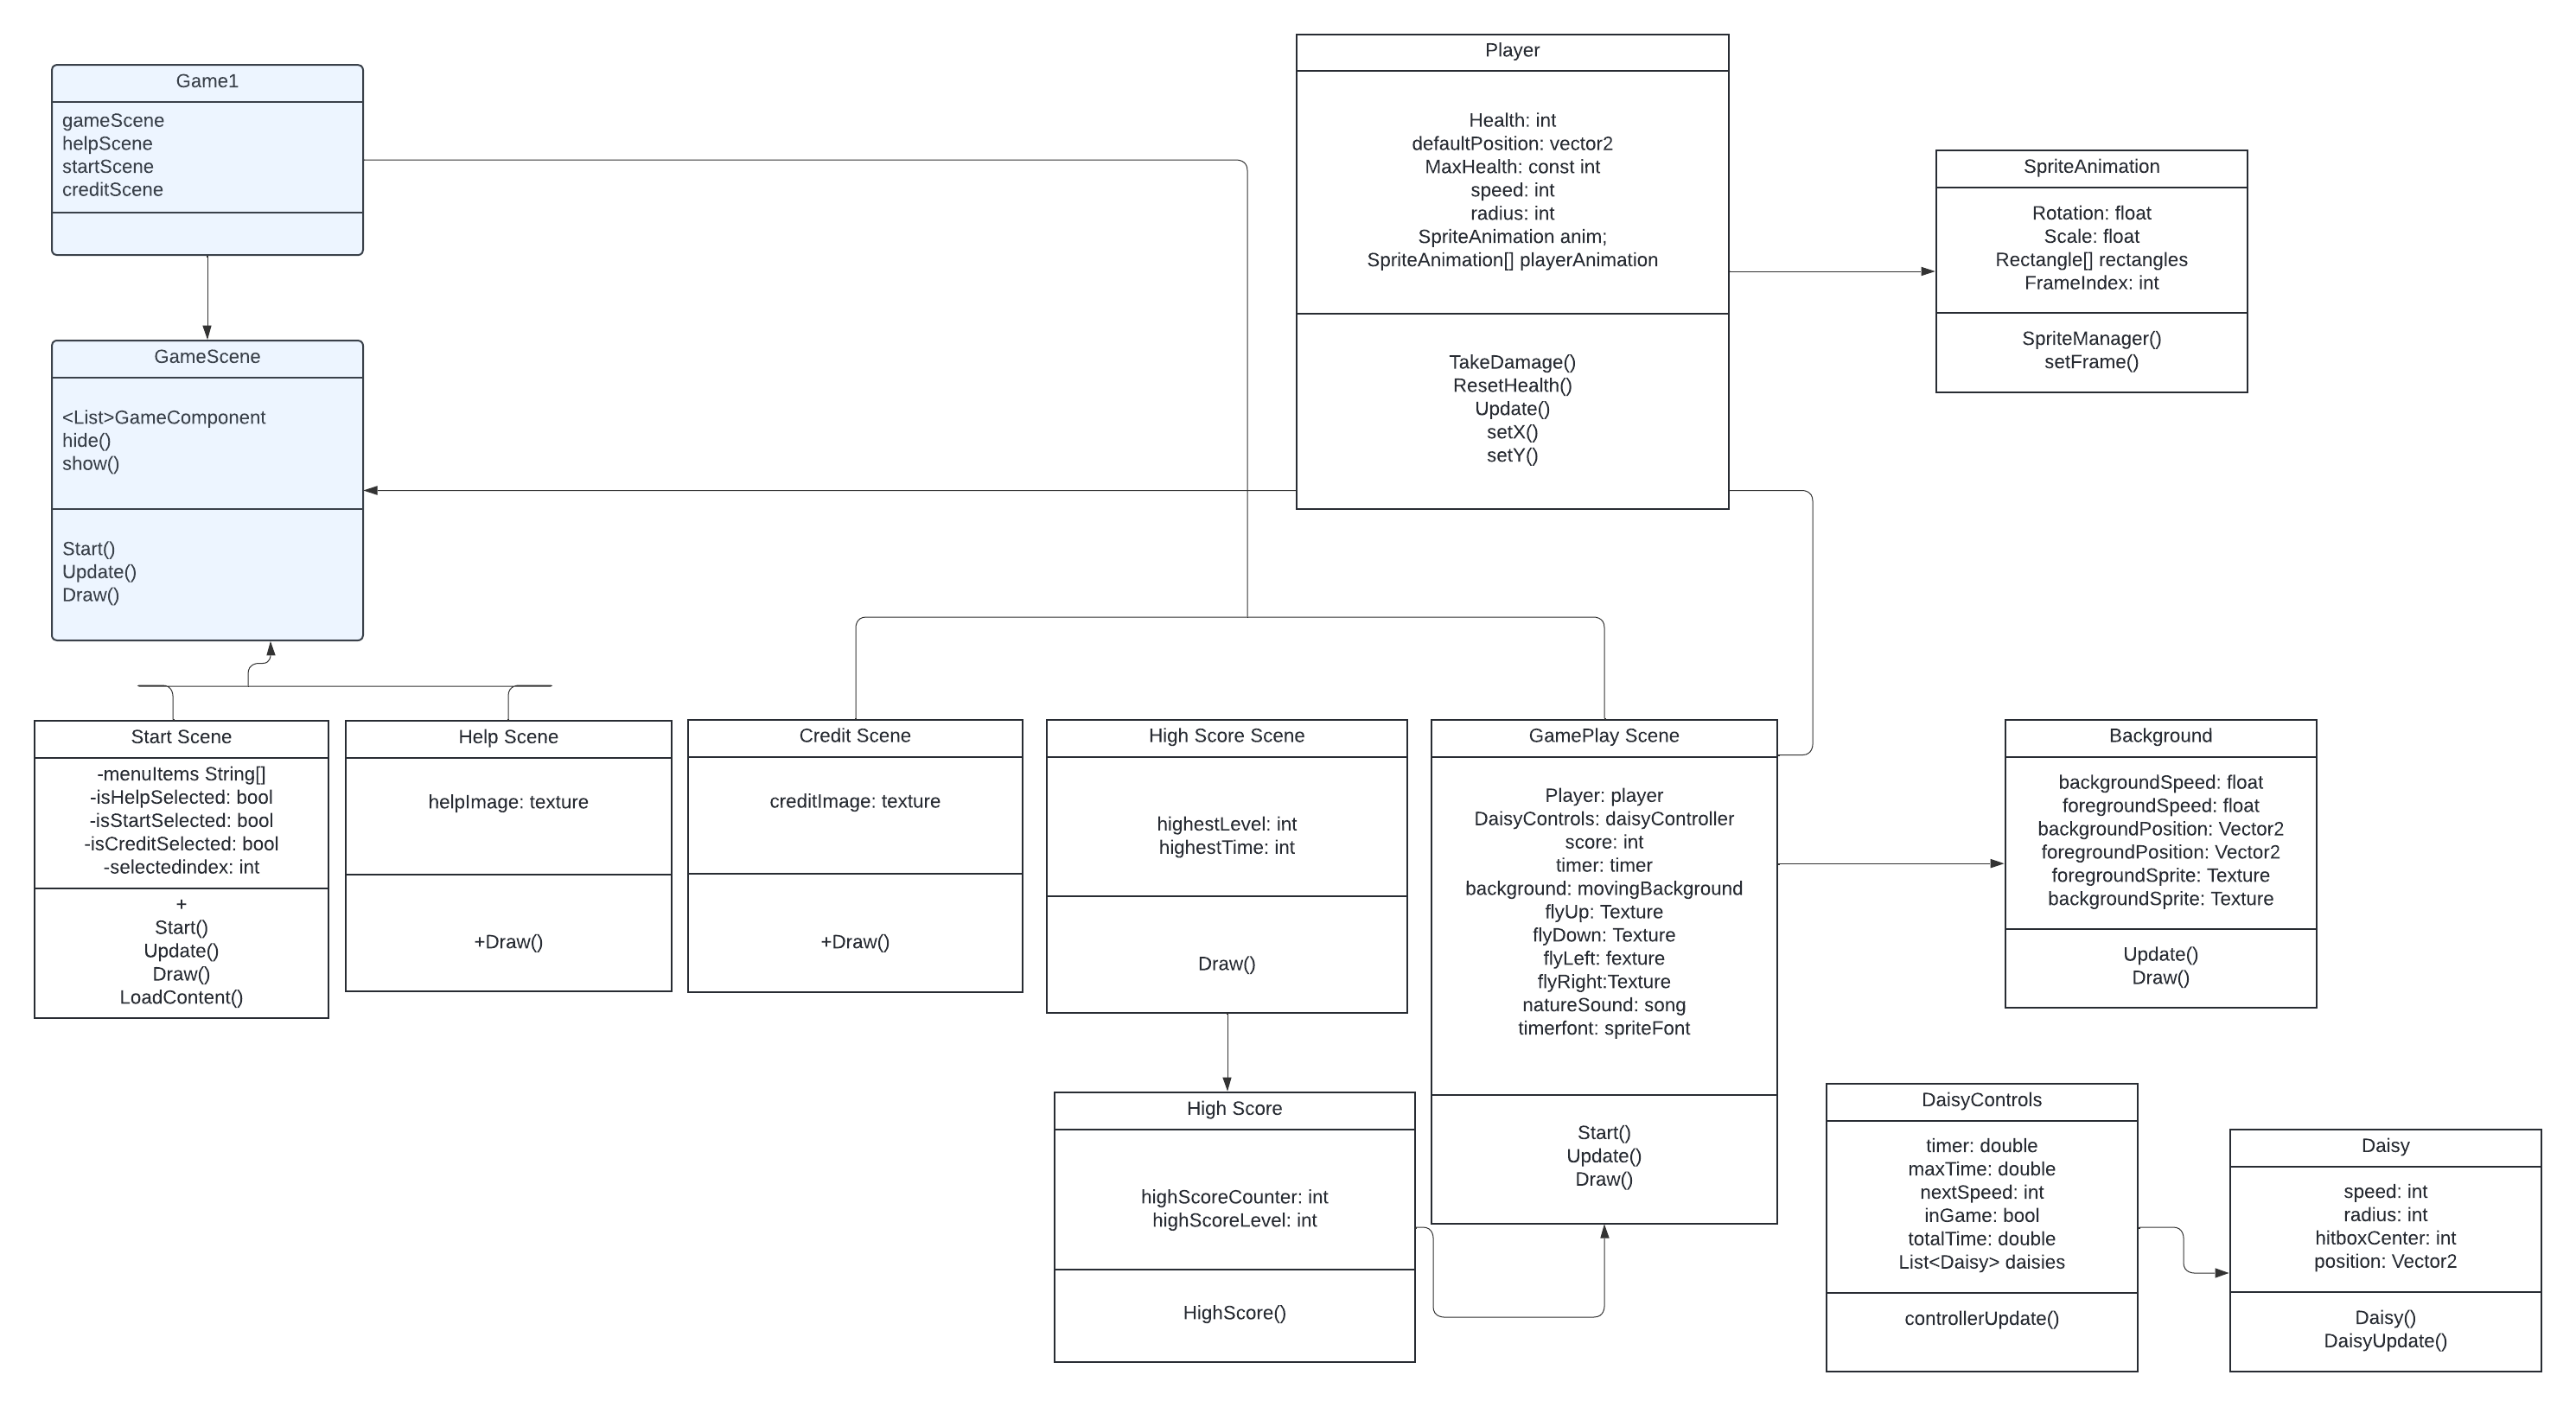 Game1
gameScene
helpScene
startScene
creditScene
GameScene
<List>GameComponent
hide()
show()
Start()
Update()
Draw()
Player
Health: int
defaultPosition: vector2
MaxHealth: const int
speed: int
radius: int
SpriteAnimation anim;
SpriteAnimation[] playerAnimation
TakeDamage()
ResetHealth()
Update()
setX()
setY()
SpriteAnimation
Rotation: float
Scale: float
Rectangle[] rectangles
FrameIndex: int
SpriteManager()
setFrame()
Start Scene
-menuItems String[]
-isHelpSelected: bool
-isStartSelected: bool
-isCreditSelected: bool
-selectedindex: int
+
Start()
Update()
Draw()
LoadContent()
Help Scene
helpImage: texture
+Draw()
Credit Scene
creditImage: texture
+Draw()
High Score Scene
highestLevel: int
highestTime: int
Draw()
High Score
highScoreCounter: int
highScoreLevel: int
HighScore()
GamePlay Scene
Player: player
DaisyControls: daisyController
score: int
timer: timer
background: movingBackground
flyUp: Texture
flyDown: Texture
flyLeft: fexture
flyRight:Texture
natureSound: song
timerfont: spriteFont
Start()
Update()
Draw()
Background
backgroundSpeed: float
foregroundSpeed: float
backgroundPosition: Vector2
foregroundPosition: Vector2
foregroundSprite: Texture
backgroundSprite: Texture
Update()
Draw()
DaisyControls
timer: double
maxTime: double
nextSpeed: int
inGame: bool
totalTime: double
List<Daisy> daisies
controllerUpdate()
Daisy
speed: int
radius: int
hitboxCenter: int
position: Vector2
Daisy()
DaisyUpdate()